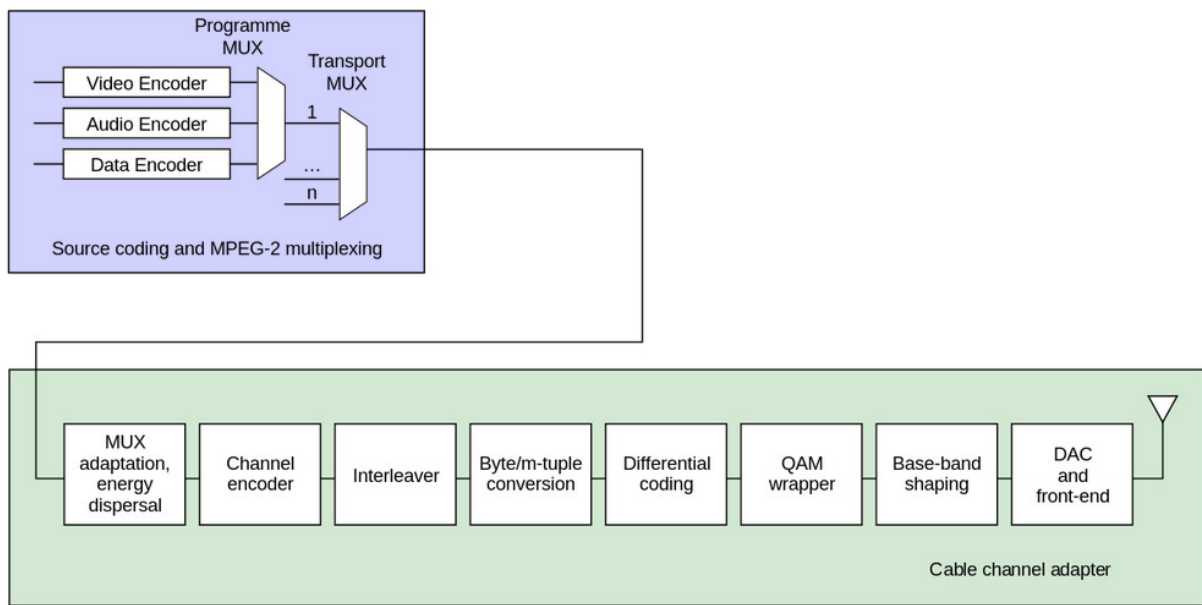 Programme
MUX
Transport
MUX
Video Encoder
1
Audio Encoder
Data Encoder
...
n
Source coding and MPEG-2 multiplexing
MUX
adaptation,
energy
dispersal
Channel
encoder
Interleaver
Byte/m-tuple
conversion
Differential
coding
QAM
wrapper
Base-band
shaping
DAC
and
front-end
Cable channel adapter